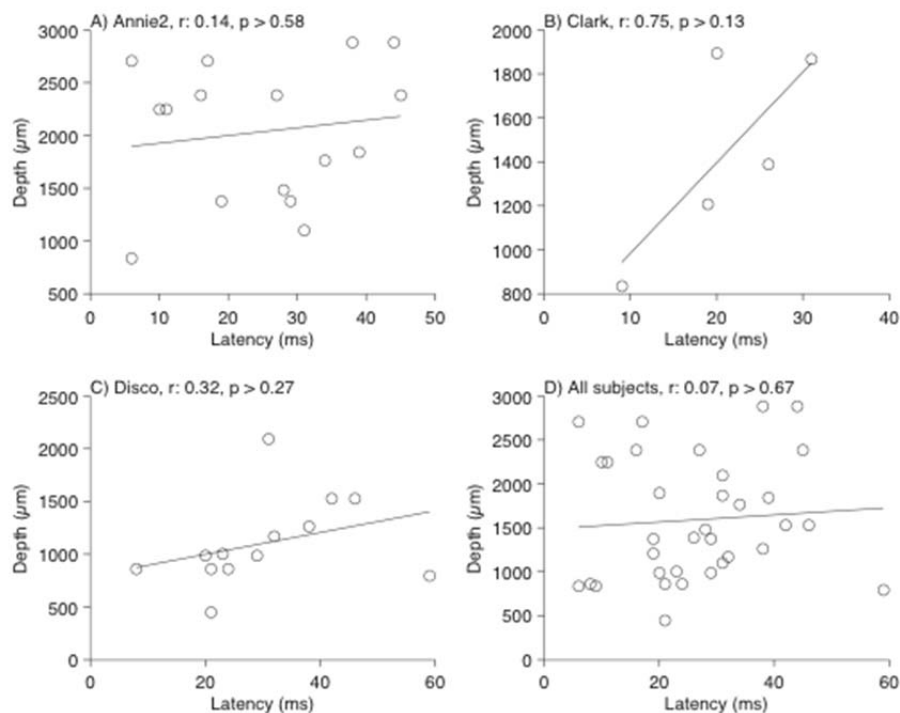 A) Annie2, r: 0.14, p > 0.58
3000
2500
2000
1500
1000
500
Depth (µm)
0 10 20 30 40 50
Latency (ms)
B) Clark, r: 0.75, p > 0.13
2000
1800
1600
1400
1200
1000
800
Depth (µm)
0 10 20 30 40
Latency (ms)
C) Disco, r: 0.32, p > 0.27
2500
2000
1500
1000
500
0
Depth (µm)
0 20 40 60
Latency (ms)
D) All subjects, r: 0.07, p > 0.67
3000
2500
2000
1500
1000
500
0
Depth (µm)
0 20 40 60
Latency (ms)